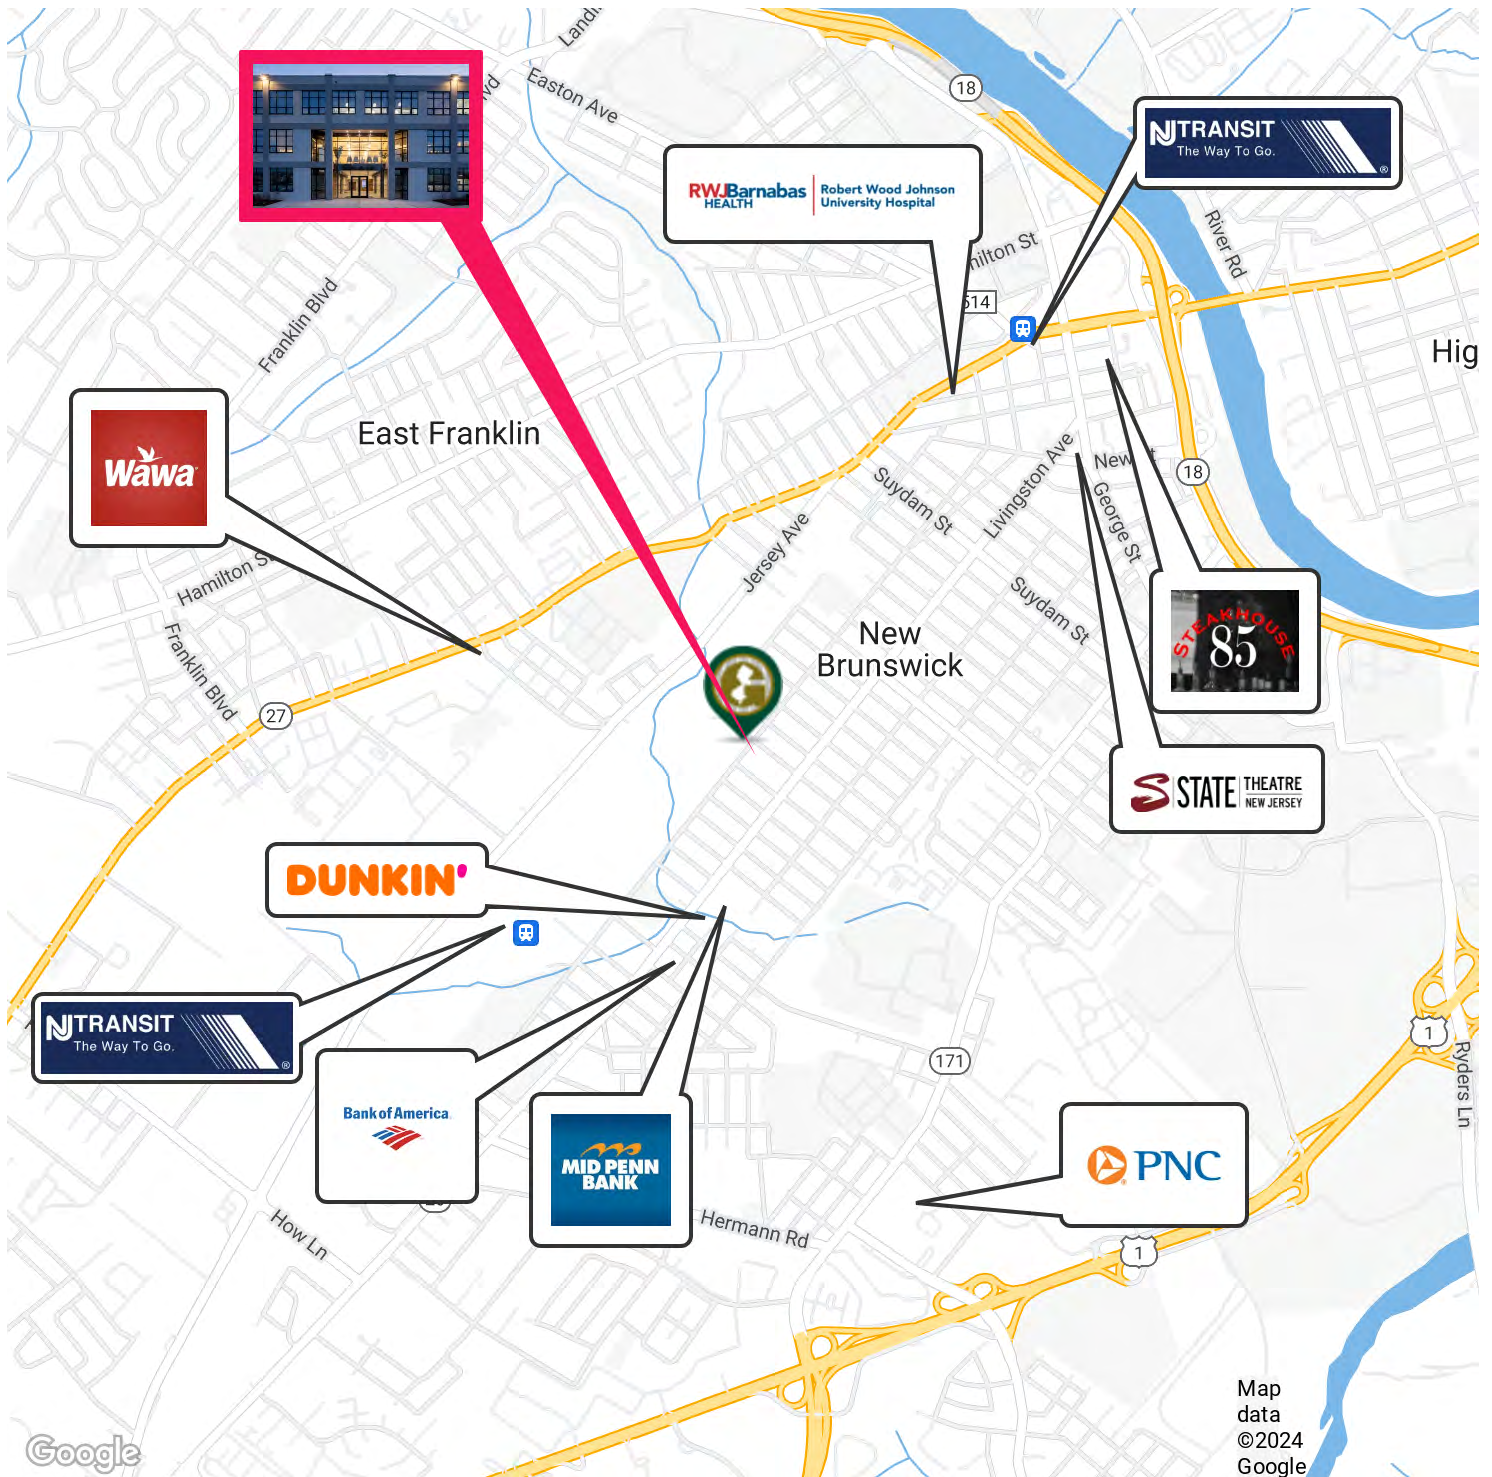 Landi
vd
Easton Ave
18
NJTRANSIT
The Way To Go.
®
RWJBarnabas
HEALTH
Robert Wood Johnson
University Hospital
River Rd
milton St
514
Franklin Blvd
Hig
East Franklin
Wawa
Livingston Ave
New St
18
Suydam St
George St
Jersey Ave
Hamilton St
Suydam St
STEAKHOUSE
85
New
Brunswick
Franklin Blvd
27
STATE THEATRE
NEW JERSEY
DUNKIN'
NJTRANSIT
The Way To Go.
®
1
171
Ryders Ln
Bank of America
MID PENN
BANK
PNC
How Ln
Hermann Rd
1
Map
data
©2024
Google
Google